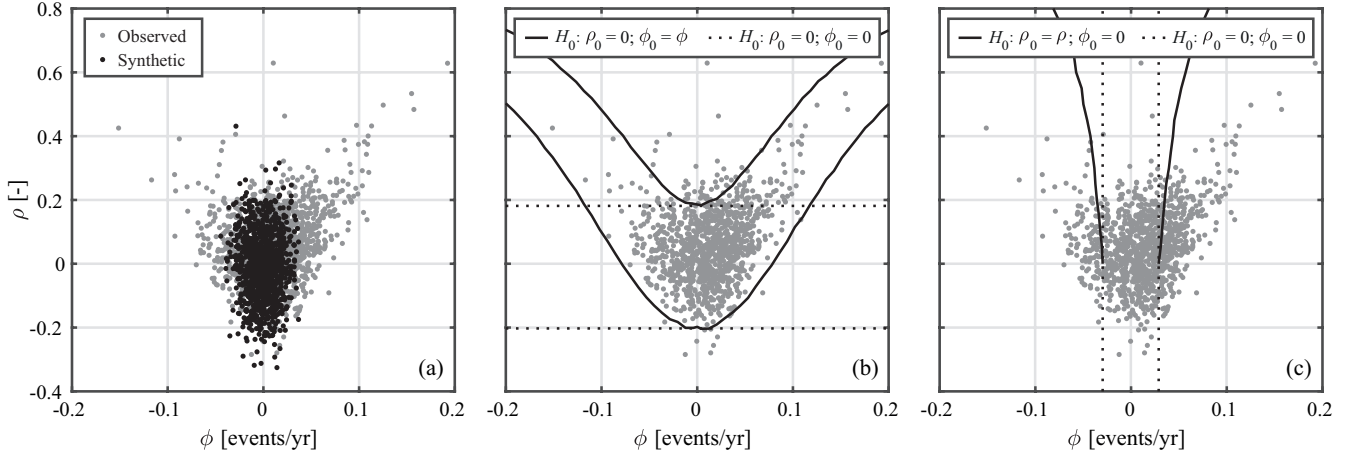 0.8
0.6
0.4
0.2
0
-0.2
-0.4
ρ [-]
Observed
Synthetic
(a)
-0.2 -0.1 0 0.1 0.2
ϕ [events/yr]
H₀: ρ₀ = 0; ϕ₀ = ϕ H₀: ρ₀ = 0; ϕ₀ = 0
(b)
-0.2 -0.1 0 0.1 0.2
ϕ [events/yr]
H₀: ρ₀ = ρ; ϕ₀ = 0 H₀: ρ₀ = 0; ϕ₀ = 0
(c)
-0.2 -0.1 0 0.1 0.2
ϕ [events/yr]